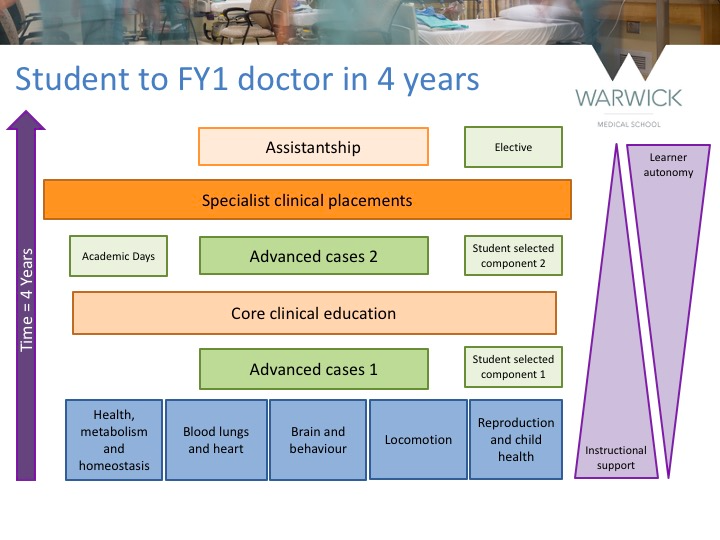 Student to FY1 doctor in 4 years
WARWICK
MEDICAL SCHOOL
Time = 4 Years
Assistantship
Elective
Learner
autonomy
Specialist clinical placements
Academic Days
Advanced cases 2
Student selected
component 2
Core clinical education
Advanced cases 1
Student selected
component 1
Health,
metabolism
and
homeostasis
Blood lungs
and heart
Brain and
behaviour
Locomotion
Reproduction
and child
health
Instructional
support